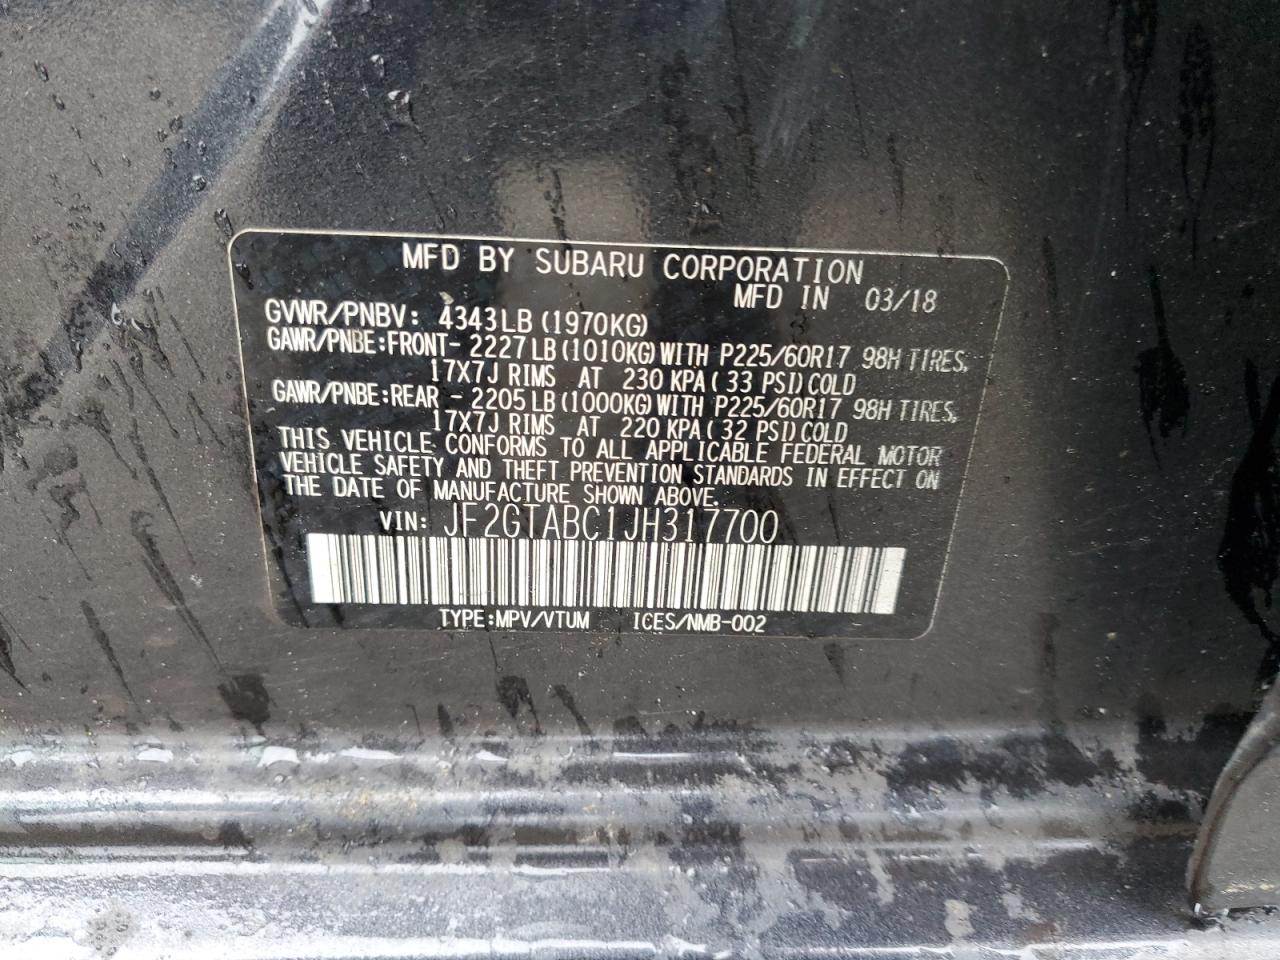 MFD BY SUBARU CORPORATION
MFD IN 03/18
GVWR/PNBV: 4343LB (1970KG)
GAWR/PNBE:FRONT- 2227LB (1010KG) WITH P225/60R17 98H TIRES,
17X7J RIMS AT 230 KPA (33 PSI) COLD
GAWR/PNBE:REAR - 2205LB (1000KG) WITH P225/60R17 98H TIRES,
17X7J RIMS AT 220 KPA (32 PSI) COLD
THIS VEHICLE CONFORMS TO ALL APPLICABLE FEDERAL MOTOR
VEHICLE SAFETY AND THEFT PREVENTION STANDARDS IN EFFECT ON
THE DATE OF MANUFACTURE SHOWN ABOVE.
VIN: JF2GTABC1JH317700
TYPE:MPV/VTUM ICES/NMB-002